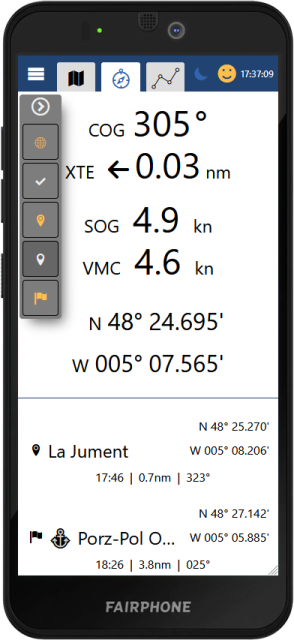 17:37:09
COG 305°
XTE ←0.03 nm
SOG 4.9 kn
VMC 4.6 kn
N 48° 24.695'
W 005° 07.565'
N 48° 25.270'
La Jument W 005° 08.206'
17:46 | 0.7nm | 323°
N 48° 27.142'
Porz-Pol O... W 005° 05.885'
18:26 | 3.8nm | 025°
FAIRPHONE